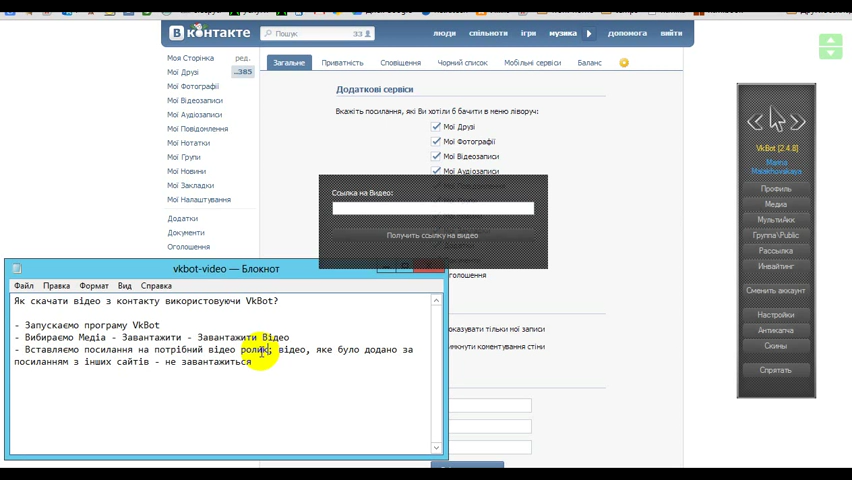 Вконтакте
Пошук 33
люди спільноти ігри музика допомога вийти
Моя Сторінка ред.
Мої Друзі ..385
Мої Фотографії
Мої Відеозаписи
Мої Аудіозаписи
Мої Повідомлення
Мої Нотатки
Мої Групи
Мої Новини
Мої Закладки
Мої Налаштування
Додатки
Документи
Оголошення
Загальне Приватність Сповіщення Чорний список Мобільні сервіси Баланс
Додаткові сервіси
Вкажіть посилання, які Ви хотіли б бачити в меню ліворуч:
Мої Друзі
Мої Фотографії
Мої Відеозаписи
Мої Аудіозаписи
Ссылка на Видео:
Получить ссылку на видео
оголошення
показувати тільки мої записи
імкнути коментування стіни
vkbot-video — Блокнот
Файл Правка Формат Вид Справка
Як скачати відео з контакту використовуючи VkBot?
- Запускаємо програму VkBot
- Вибираємо Медіа - Завантажити - Завантажити Відео
- Вставляємо посилання на потрібний відео ролик; відео, яке було додано за
посиланням з інших сайтів - не завантажиться
VkBot [2.4.8]
Malakhovskaya
Профиль
Медиа
МультиАкк
Группа\Public
Рассылка
Инвайтинг
Сменить аккаунт
Настройки
Антикапча
Скины
Спрятать